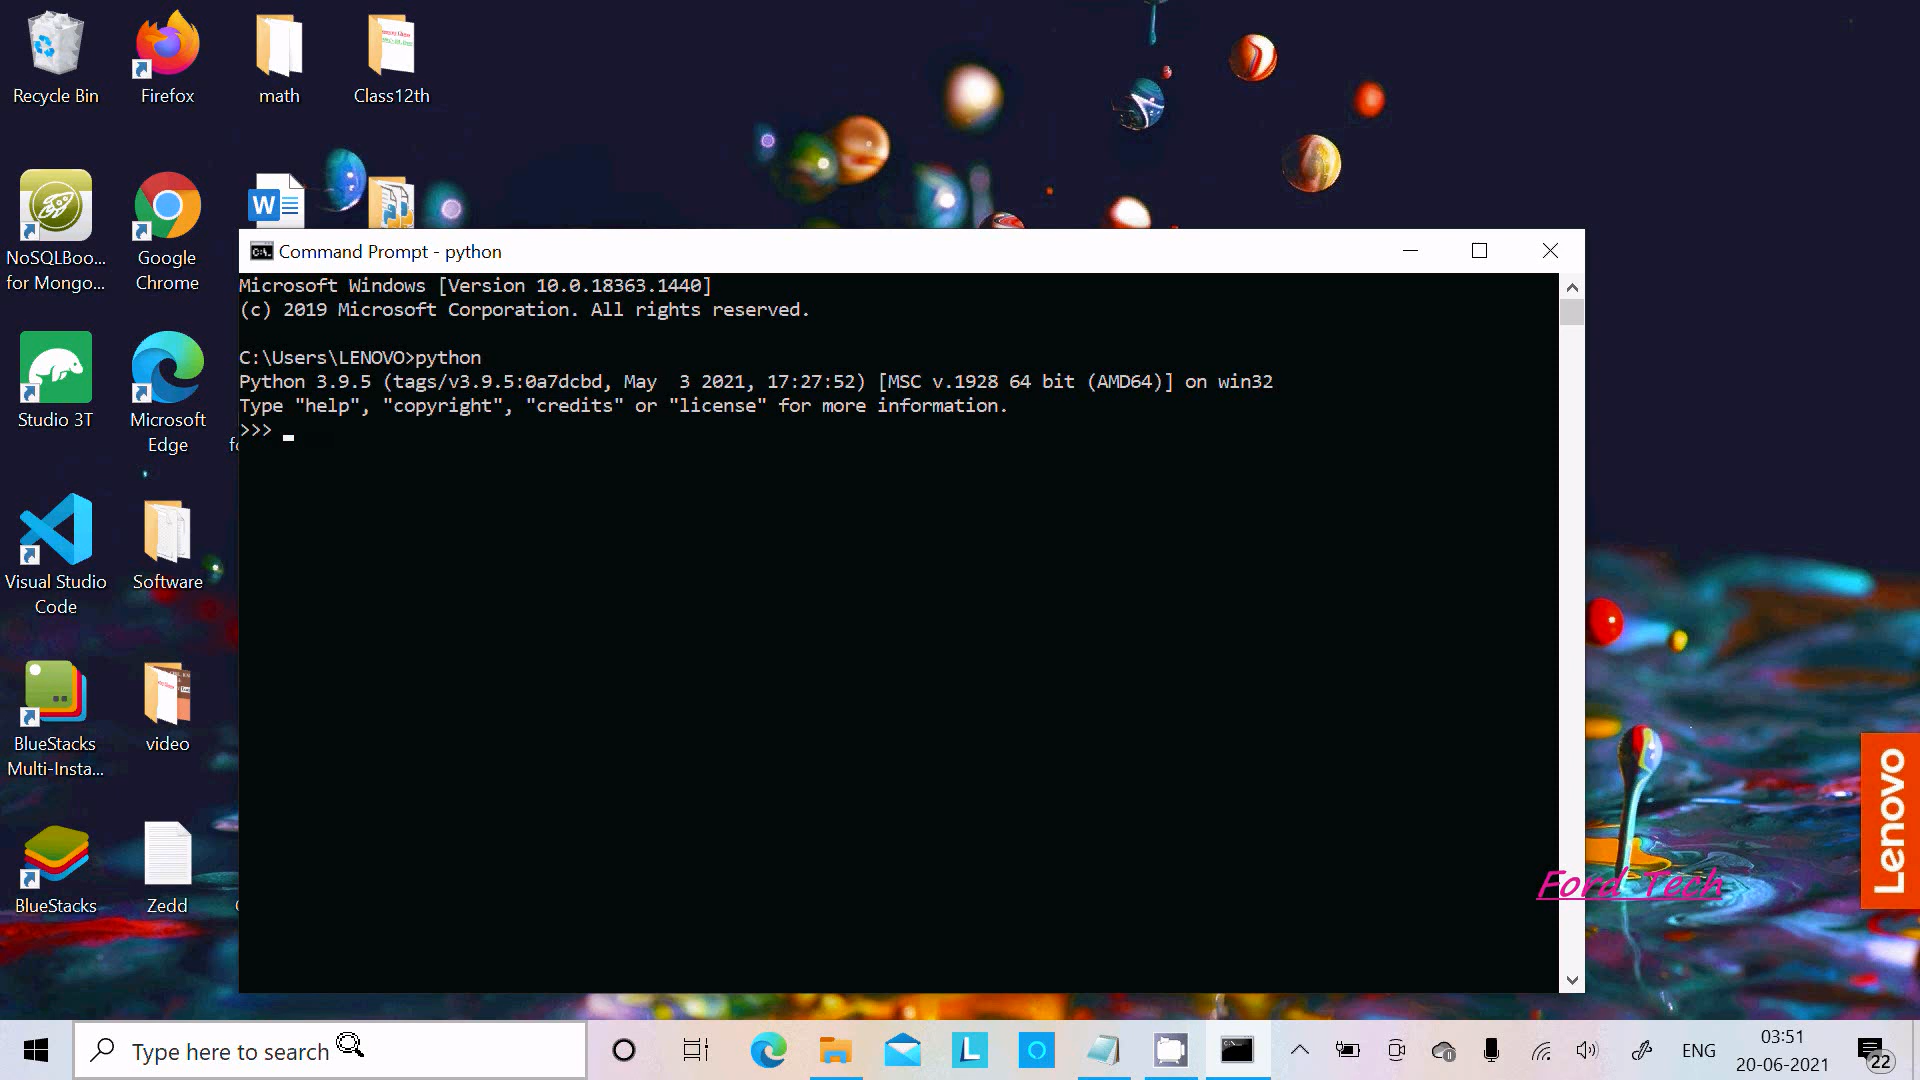 Recycle Bin
Firefox
math
Class12th
NoSQLBoo...
for Mongo...
Google
Chrome
W
Studio 3T
Microsoft
Edge
Visual Studio
Code
Software
BlueStacks
Multi-Insta...
video
BlueStacks
Zedd
Command Prompt - python
Microsoft Windows [Version 10.0.18363.1440]
(c) 2019 Microsoft Corporation. All rights reserved.
C:\Users\LENOVO>python
Python 3.9.5 (tags/v3.9.5:0a7dcbd, May  3 2021, 17:27:52) [MSC v.1928 64 bit (AMD64)] on win32
Type "help", "copyright", "credits" or "license" for more information.
>>>
Ford Tech
Lenovo
Type here to search
L
ENG
03:51
20-06-2021
22